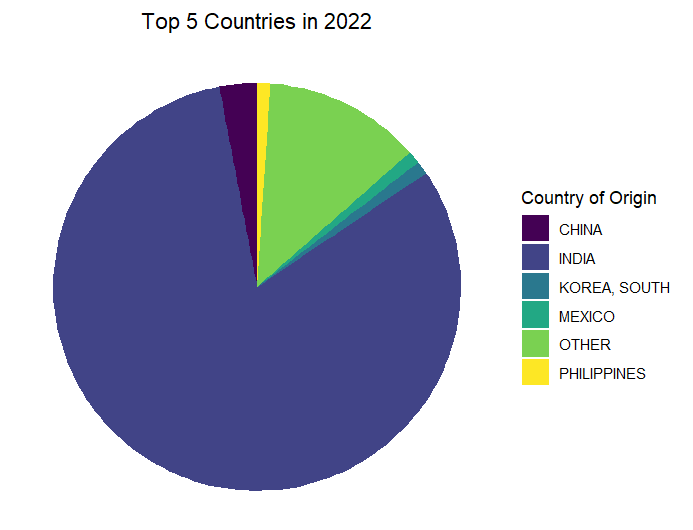 Top 5 Countries in 2022
Country of Origin
CHINA
INDIA
KOREA, SOUTH
MEXICO
OTHER
PHILIPPINES